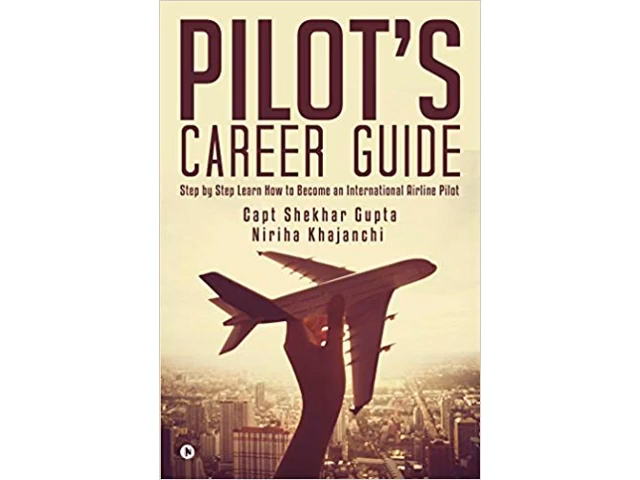 PILOT'S
CAREER GUIDE
Step by Step Learn How to Become an International Airline Pilot
Capt Shekhar Gupta
Niriha Khajanchi
N